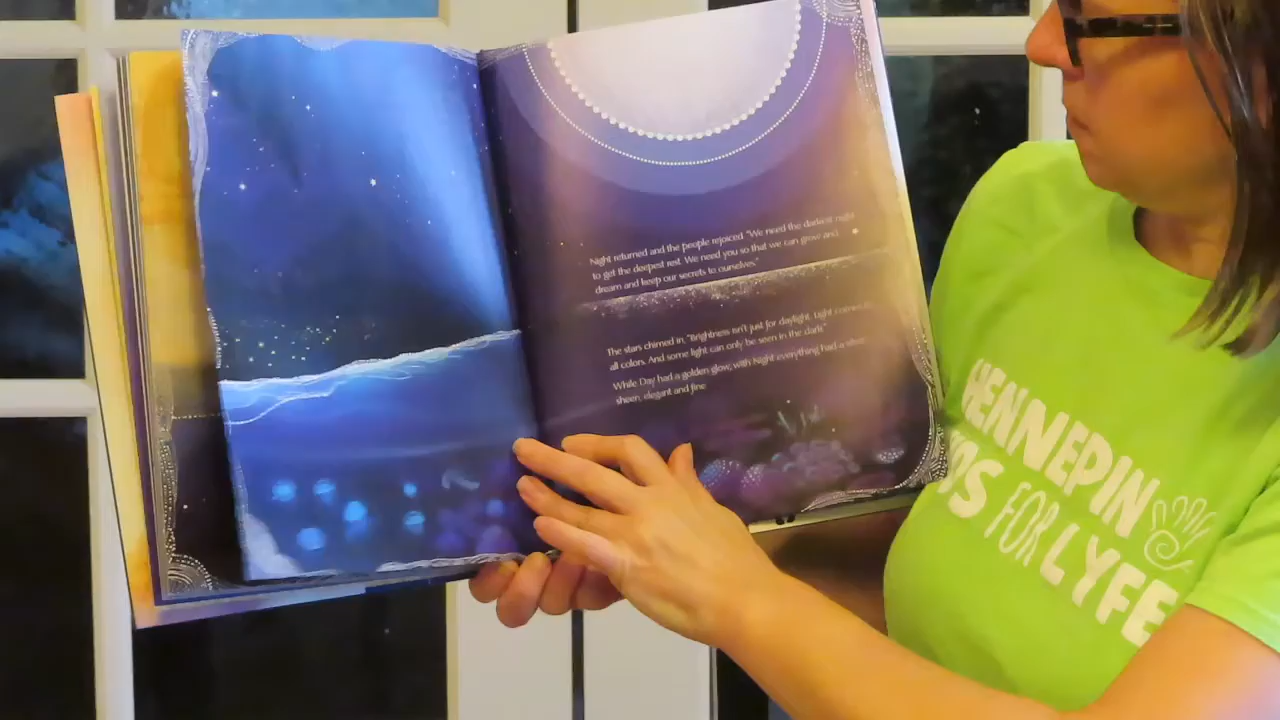 Night returned and the people rejoiced "We need the darkest night
to get the deepest rest. We need you so that we can grow and
dream and keep our secrets to ourselves."
The stars chimed in, "Brightness isn't just for daylight. Light comes in
all colors. And some light can only be seen in the dark."
While Day had a golden glow, with Night everything had a silver
sheen, elegant and fine.
HENNEPIN
FOR LYFE